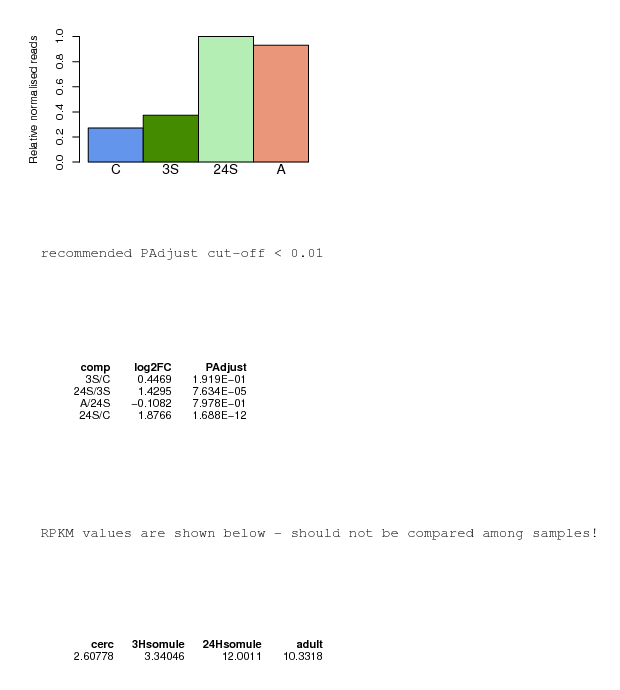 Relative normalised reads
1.0
0.8
0.6
0.4
0.2
0.0
C 3S 24S A
recommended PAdjust cut-off < 0.01
comp log2FC PAdjust
3S/C 0.4469 1.919E−01
24S/3S 1.4295 7.634E−05
A/24S −0.1082 7.978E−01
24S/C 1.8766 1.688E−12
RPKM values are shown below - should not be compared among samples!
cerc 3Hsomule 24Hsomule adult
2.60778 3.34046 12.0011 10.3318